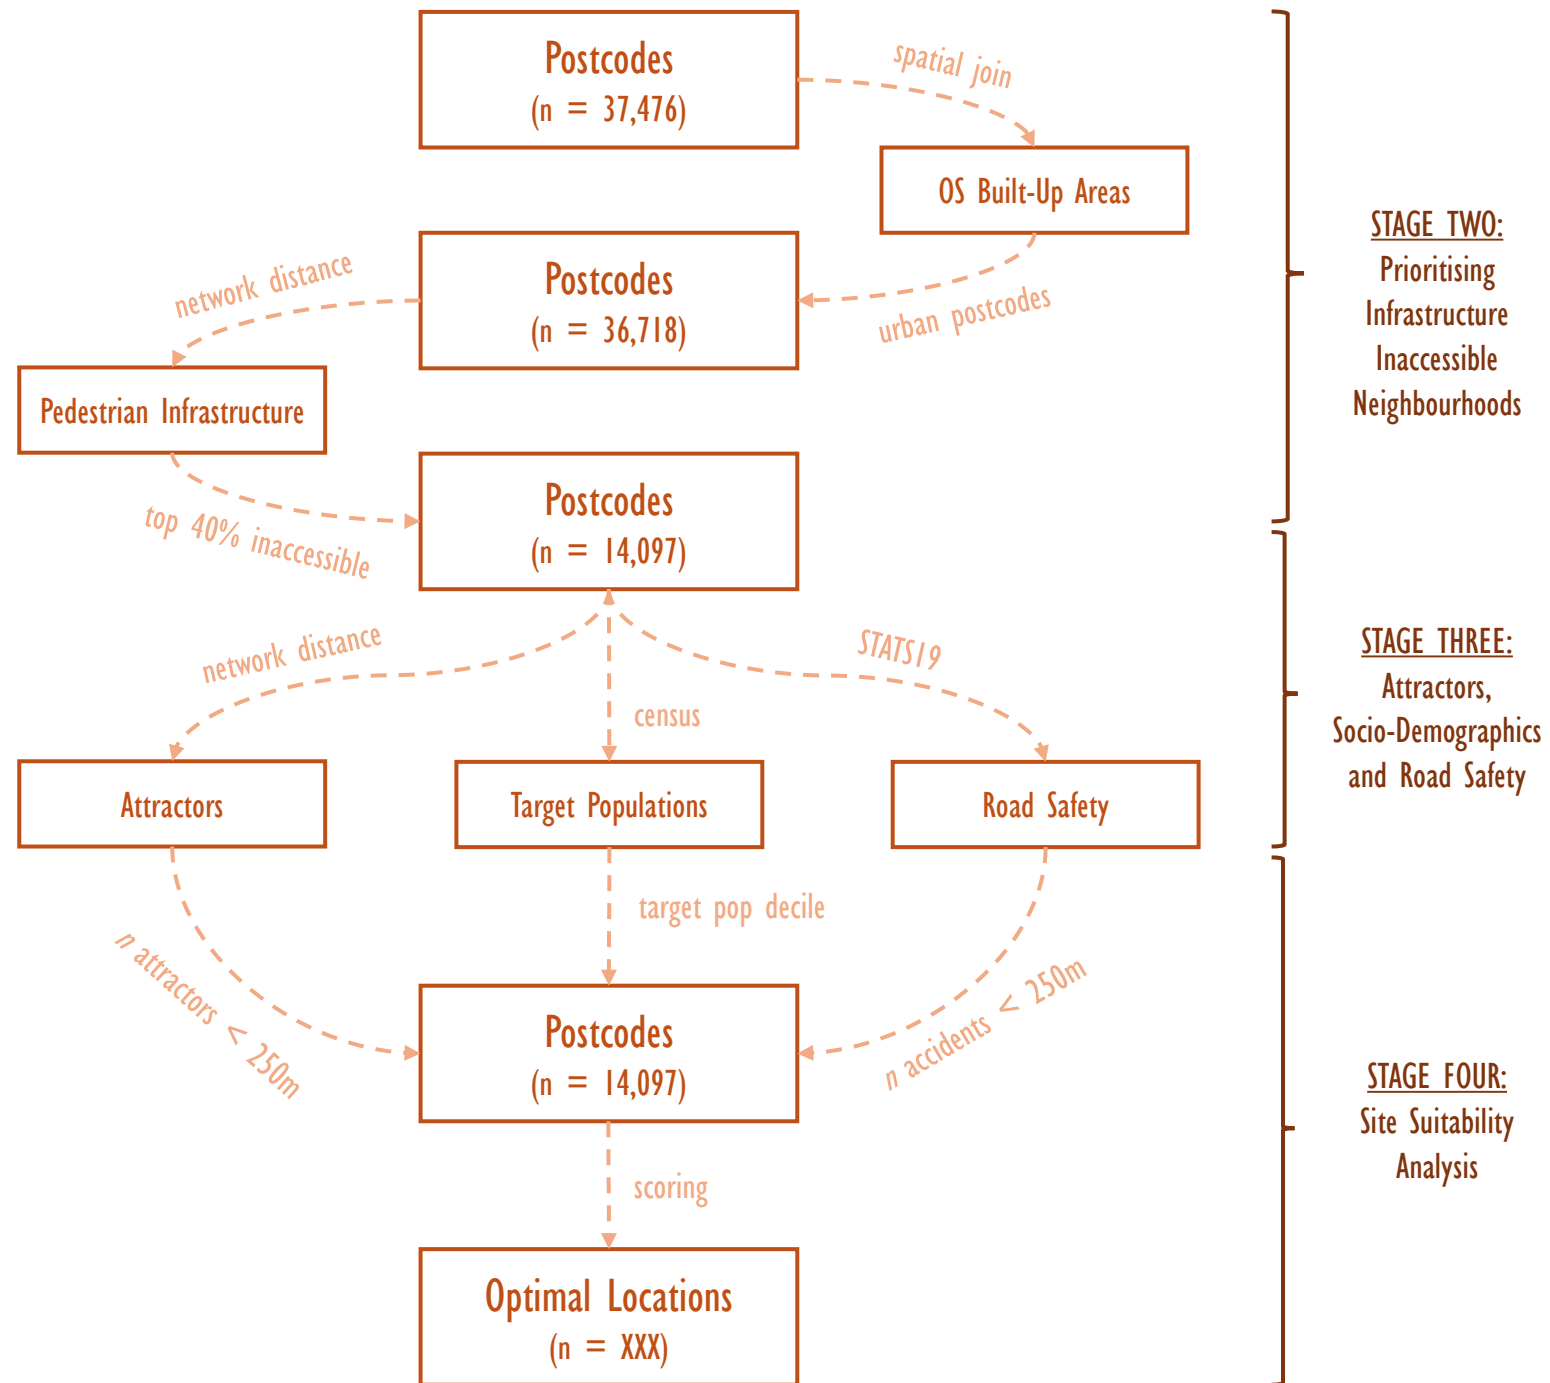 Postcodes
(n = 37,476)
spatial join
OS Built-Up Areas
urban postcodes
Postcodes
(n = 36,718)
network distance
Pedestrian Infrastructure
top 40% inaccessible
Postcodes
(n = 14,097)
STAGE TWO:
Prioritising
Infrastructure
Inaccessible
Neighbourhoods
network distance
census
STATS19
Attractors
Target Populations
Road Safety
STAGE THREE:
Attractors,
Socio-Demographics
and Road Safety
n attractors < 250m
target pop decile
n accidents < 250m
Postcodes
(n = 14,097)
scoring
Optimal Locations
(n = XXX)
STAGE FOUR:
Site Suitability
Analysis